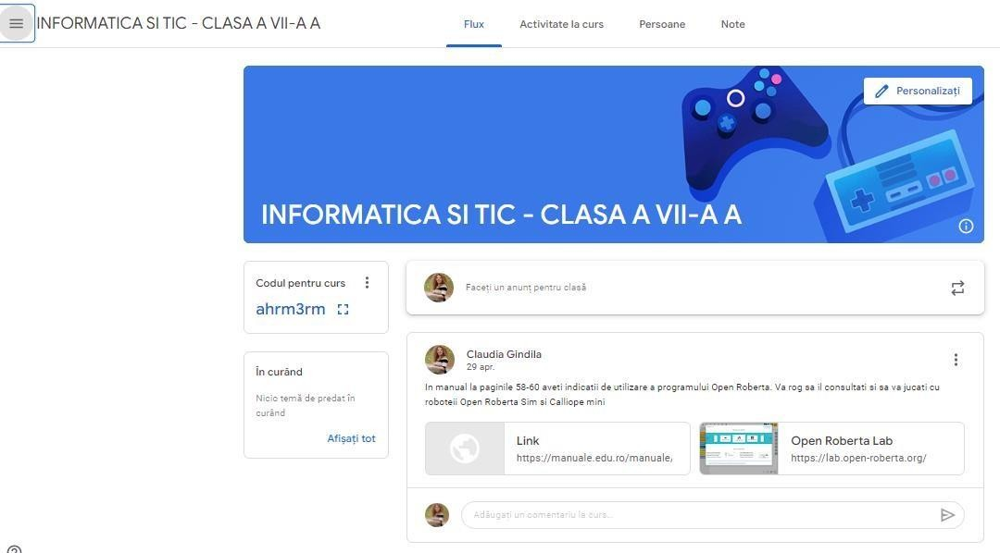 INFORMATICA SI TIC - CLASA A VII-A A
Flux
Activitate la curs
Persoane
Note
Personalizați
INFORMATICA SI TIC - CLASA A VII-A A
Codul pentru curs
ahrm3rm
În curând
Nicio temă de predat în
curând
Afișați tot
Faceți un anunț pentru clasă
Claudia Gindila
29 apr.
In manual la paginile 58-60 aveti indicatii de utilizare a programului Open Roberta. Va rog sa il consultati si sa va jucati cu
roboteii Open Roberta Sim si Calliope mini
Link
https://manuale.edu.ro/manuale/
Open Roberta Lab
https://lab.open-roberta.org/
Adăugați un comentariu la curs...